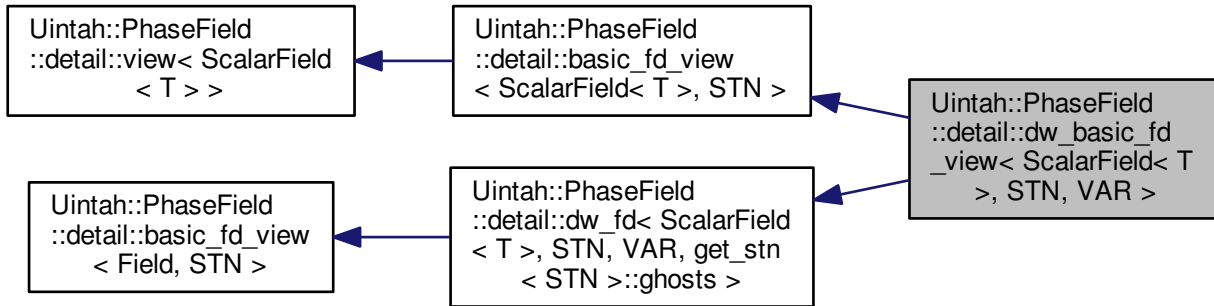 Uintah::PhaseField
::detail::view< ScalarField
< T > >
Uintah::PhaseField
::detail::basic_fd_view
< ScalarField< T >, STN >
Uintah::PhaseField
::detail::dw_basic_fd
_view< ScalarField< T
>, STN, VAR >
Uintah::PhaseField
::detail::basic_fd_view
< Field, STN >
Uintah::PhaseField
::detail::dw_fd< ScalarField
< T >, STN, VAR, get_stn
< STN >::ghosts >